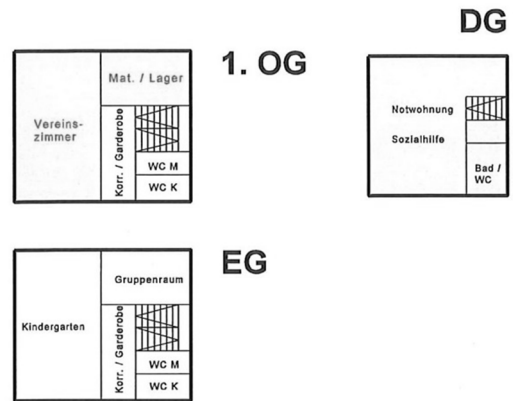 DG
1. OG
Mat. / Lager
Vereins-
zimmer
Korr. / Garderobe
WC M
WC K
Notwohnung
Sozialhilfe
Bad /
WC
EG
Gruppenraum
Kindergarten
Korr. / Garderobe
WC M
WC K